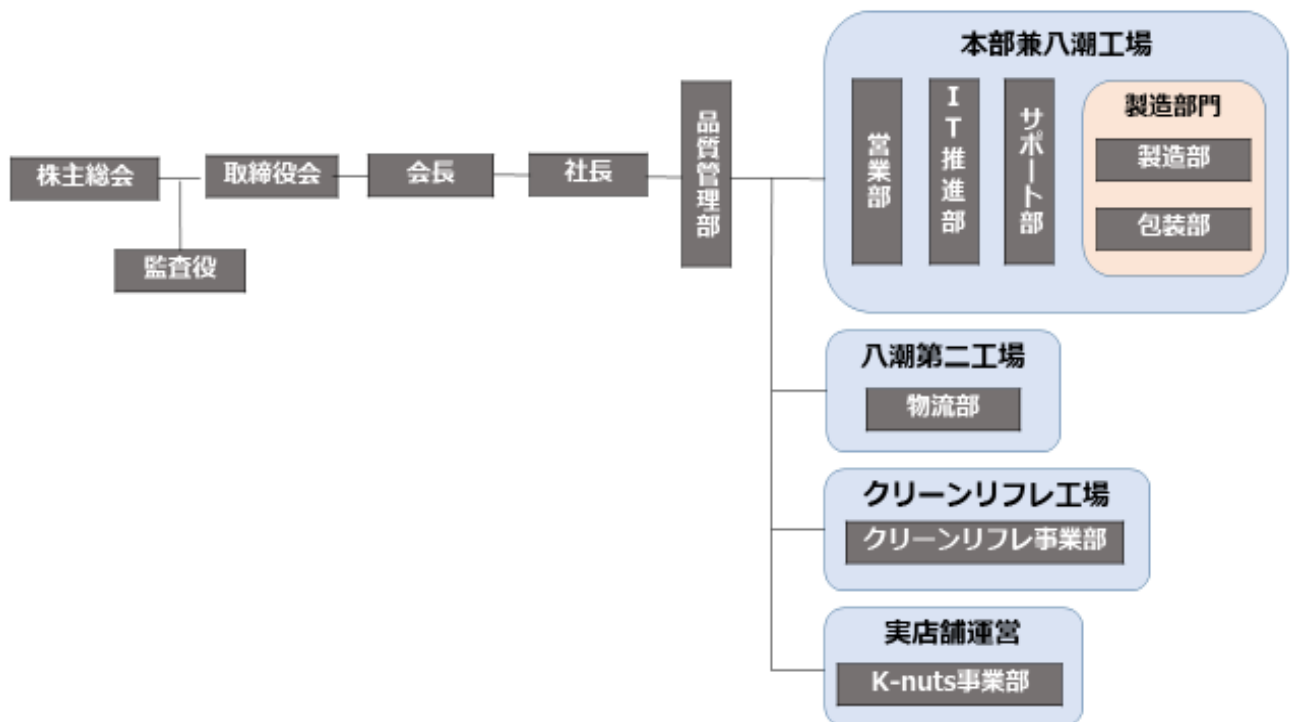 株主総会
監査役
取締役会
会長
社長
品質管理部
本部兼八潮工場
営業部
IT推進部
サポート部
製造部門
製造部
包装部
八潮第二工場
物流部
クリーンリフレ工場
クリーンリフレ事業部
実店舗運営
K-nuts事業部